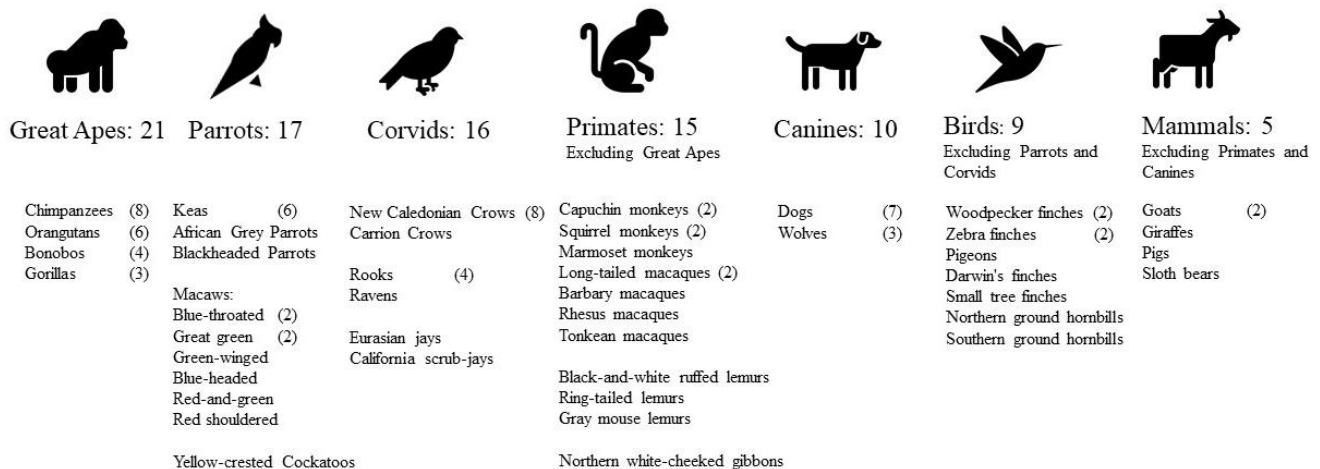 Great Apes: 21
Chimpanzees (8)
Orangutans (6)
Bonobos (4)
Gorillas (3)
Parrots: 17
Keas (6)
African Grey Parrots
Blackheaded Parrots
Macaws:
Blue-throated (2)
Great green (2)
Green-winged
Blue-headed
Red-and-green
Red shouldered
Yellow-crested Cockatoos
Corvids: 16
New Caledonian Crows (8)
Carrion Crows
Rooks (4)
Ravens
Eurasian jays
California scrub-jays
Primates: 15
Excluding Great Apes
Capuchin monkeys (2)
Squirrel monkeys (2)
Marmoset monkeys
Long-tailed macaques (2)
Barbary macaques
Rhesus macaques
Tonkean macaques
Black-and-white ruffed lemurs
Ring-tailed lemurs
Gray mouse lemurs
Northern white-cheeked gibbons
Canines: 10
Dogs (7)
Wolves (3)
Birds: 9
Excluding Parrots and
Corvids
Woodpecker finches (2)
Zebra finches (2)
Pigeons
Darwin's finches
Small tree finches
Northern ground hornbills
Southern ground hornbills
Mammals: 5
Excluding Primates and
Canines
Goats (2)
Giraffes
Pigs
Sloth bears